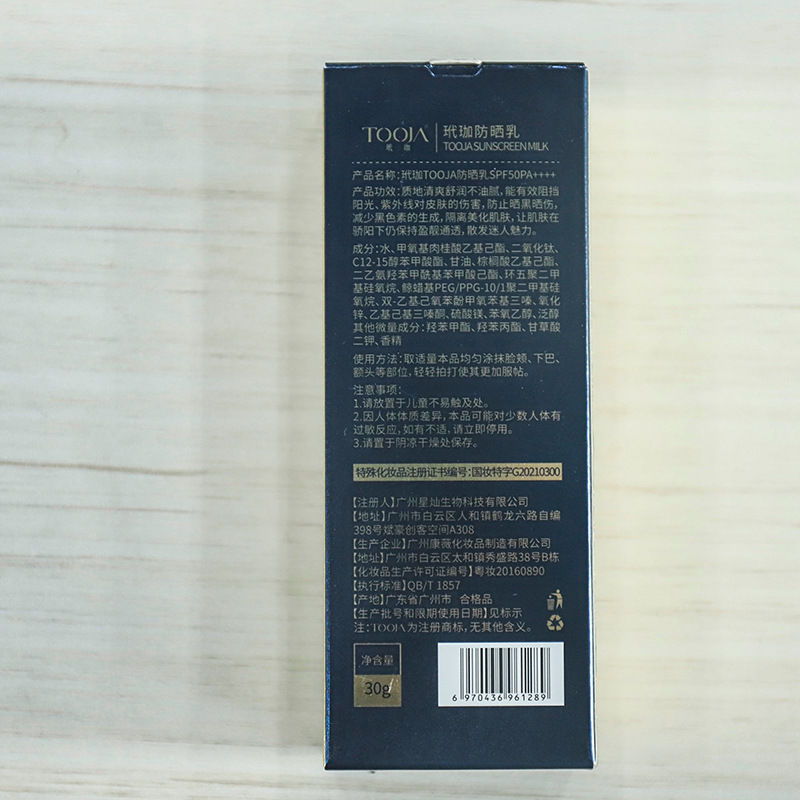 TOOJA
玳 珈
玳珈防晒乳
TOOJA SUNSCREEN MILK
产品名称:玳珈TOOJA防晒乳SPF50PA++++
产品功效:质地清爽舒润不油腻,能有效阻挡
阳光、紫外线对皮肤的伤害,防止晒黑晒伤,
减少黑色素的生成,隔离美化肌肤,让肌肤在
骄阳下仍保持盈靓通透,散发迷人魅力。
成分:水、甲氧基肉桂酸乙基己酯、二氧化钛、
C12-15醇苯甲酸酯、甘油、棕榈酸乙基己酯、
二乙氨羟苯甲酰基苯甲酸己酯、环五聚二甲
基硅氧烷、鲸蜡基PEG/PPG-10/1聚二甲基硅
氧烷、双-乙基己氧苯酚甲氧苯基三嗪、氧化
锌、乙基己基三嗪酮、硫酸镁、苯氧乙醇、泛醇
其他微量成分:羟苯甲酯、羟苯丙酯、甘草酸
二钾、香精
使用方法:取适量本品均匀涂抹脸颊、下巴、
额头等部位,轻轻拍打使其更加服帖。
注意事项:
1.请放置于儿童不易触及处。
2.因人体体质差异,本品可能对少数人体有
过敏反应,如有不适,请立即停用。
3.请置于阴凉干燥处保存。
特殊化妆品注册证书编号:国妆特字G20210300
【注册人】广州星灿生物科技有限公司
【地址】广州市白云区人和镇鹤龙六路自编
398号斌豪创客空间A308
【生产企业】广州康薇化妆品制造有限公司
【地址】广州市白云区太和镇秀盛路38号B栋
【化妆品生产许可证编号】粤妆20160890
【执行标准】QB/T 1857
【产地】广东省广州市 合格品
【生产批号和限期使用日期】见标示
注:TOOJA为注册商标,无其他含义。
净含量
30g
6 970436 961289